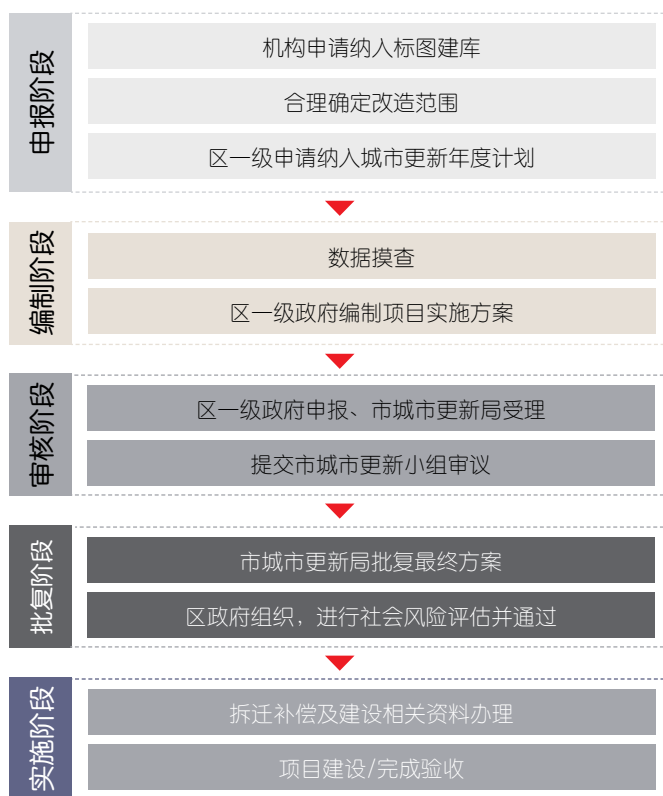 申报阶段
机构申请纳入标图建库
合理确定改造范围
区一级申请纳入城市更新年度计划
编制阶段
数据摸查
区一级政府编制项目实施方案
审核阶段
区一级政府申报、市城市更新局受理
提交市城市更新小组审议
批复阶段
市城市更新局批复最终方案
区政府组织，进行社会风险评估并通过
实施阶段
拆迁补偿及建设相关资料办理
项目建设/完成验收